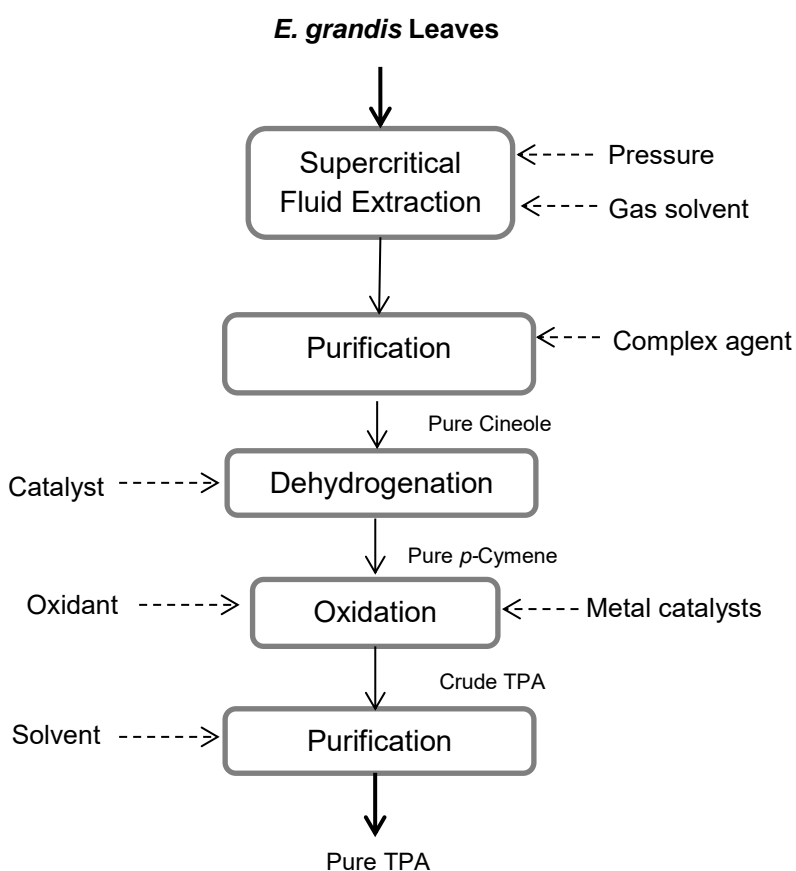 E. grandis Leaves
Supercritical
Fluid Extraction
Pressure
Gas solvent
Purification
Complex agent
Pure Cineole
Catalyst
Dehydrogenation
Pure p-Cymene
Oxidant
Oxidation
Metal catalysts
Crude TPA
Solvent
Purification
Pure TPA